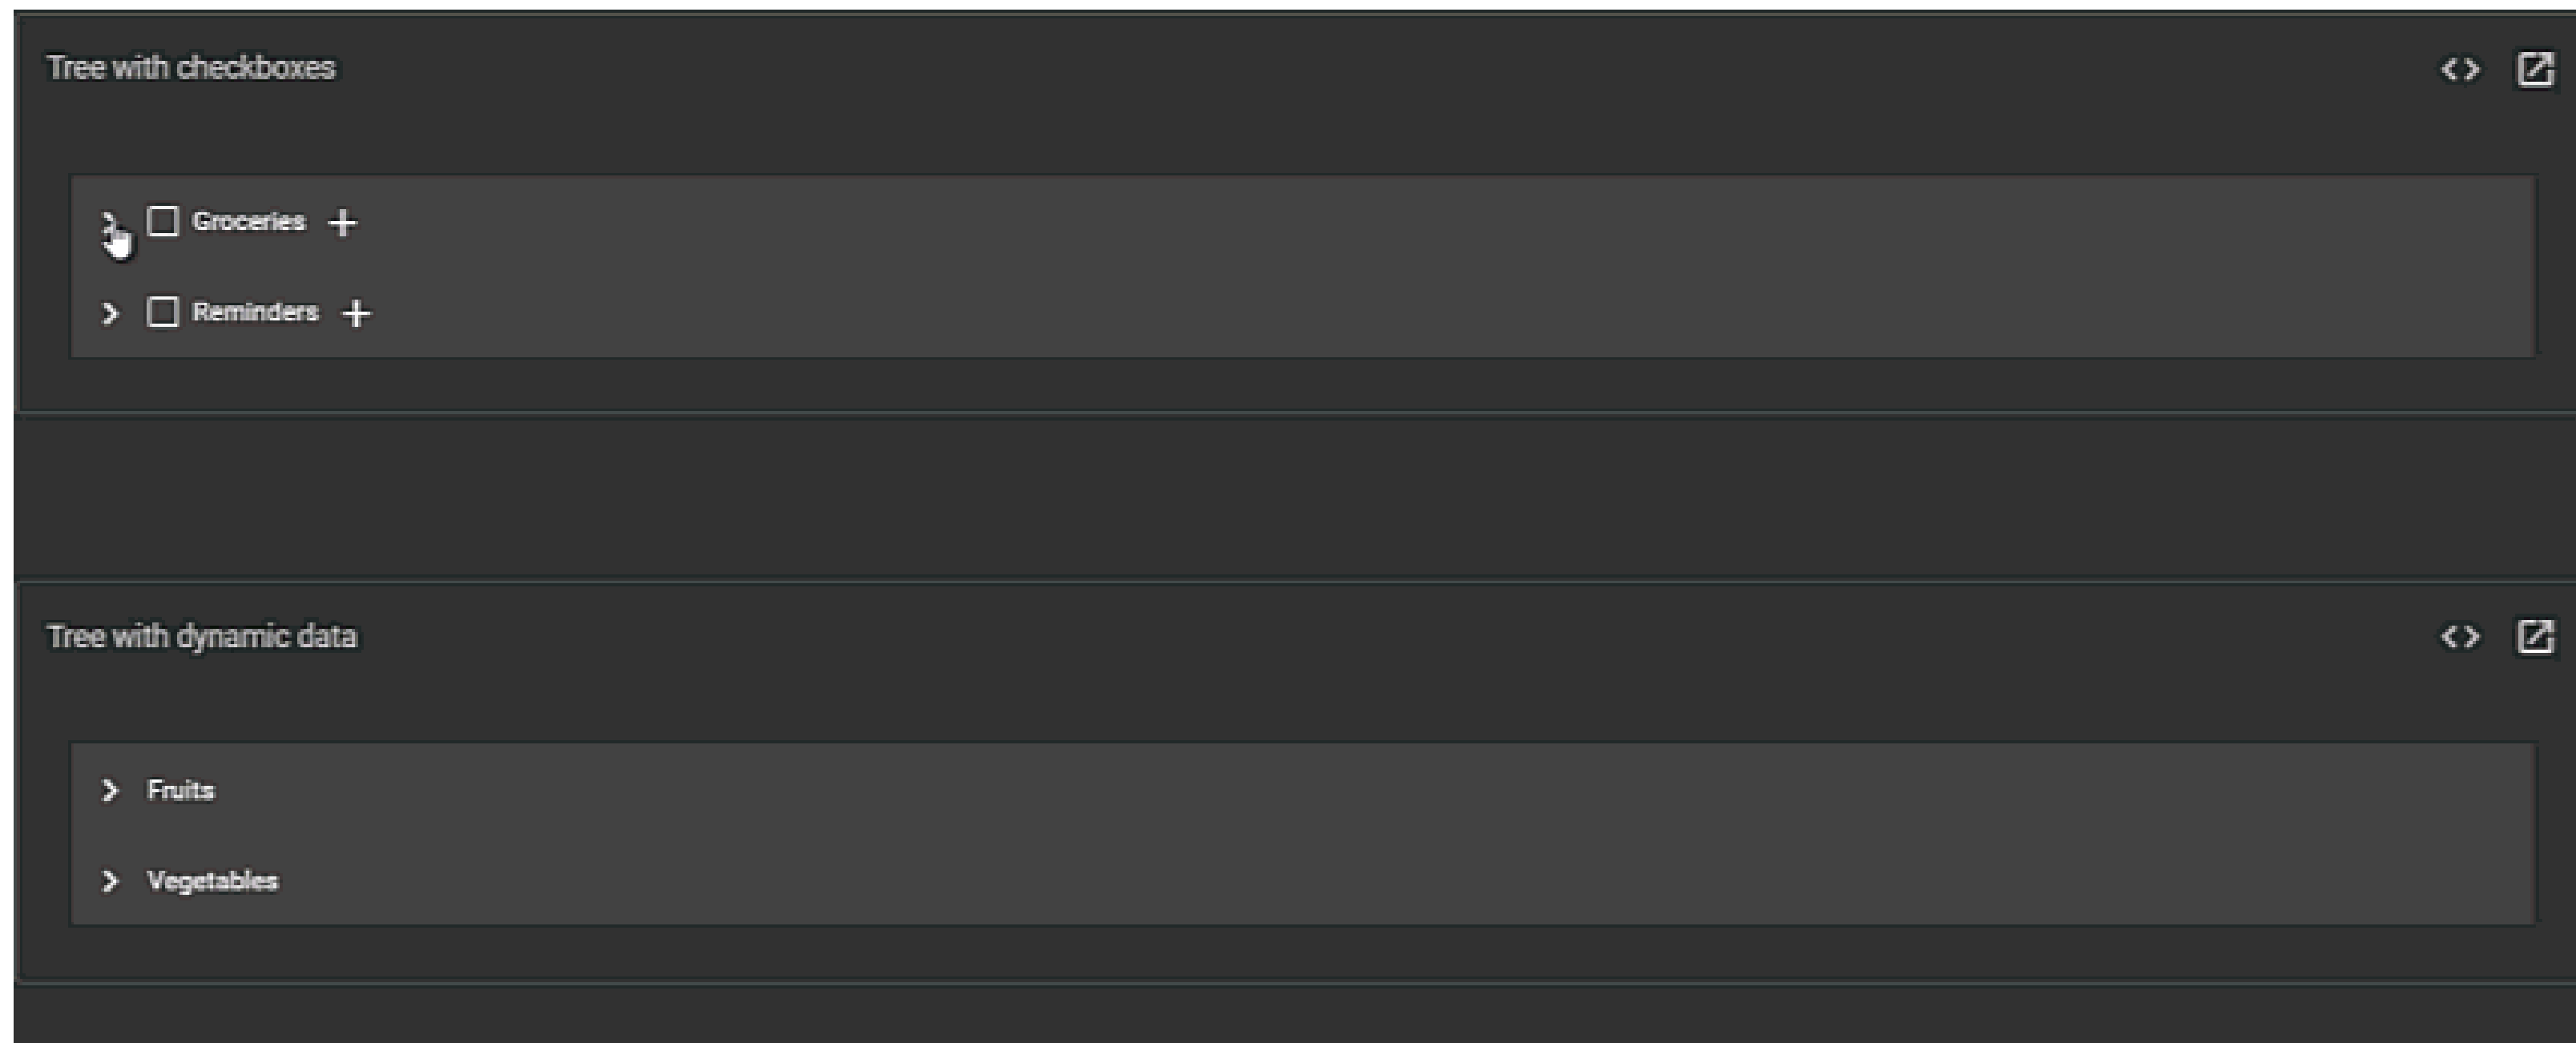 Tree with checkboxes
Groceries
Reminders
Tree with dynamic data
Fruits
Vegetables